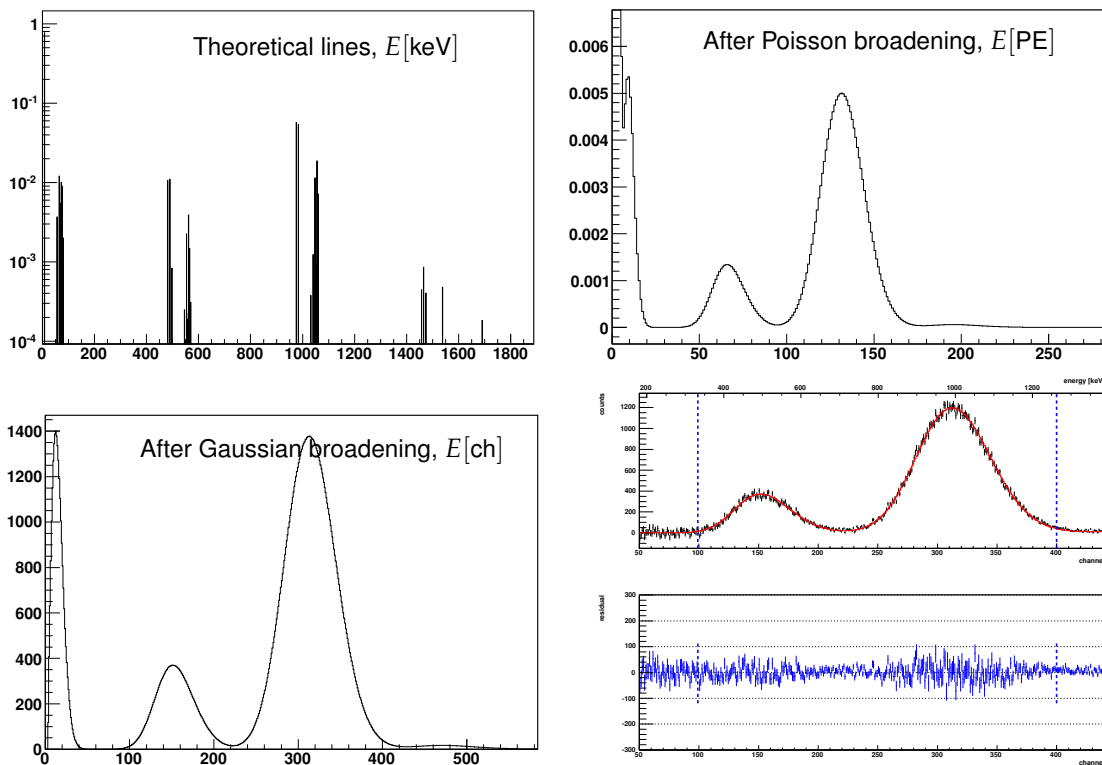 Theoretical lines, E[keV]
1
10-1
10-2
10-3
10-4
0 200 400 600 800 1000 1200 1400 1600 1800
After Poisson broadening, E[PE]
0.006
0.005
0.004
0.003
0.002
0.001
0
0 50 100 150 200 250
After Gaussian broadening, E[ch]
1400
1200
1000
800
600
400
200
0
0 100 200 300 400 500
energy [keV
200 400 600 800 1000 1200
counts
1200
1000
800
600
400
200
0
50 100 150 200 250 300 350 400
channe
residual
300
200
100
0
-100
-200
-300
50 100 150 200 250 300 350 400
channe